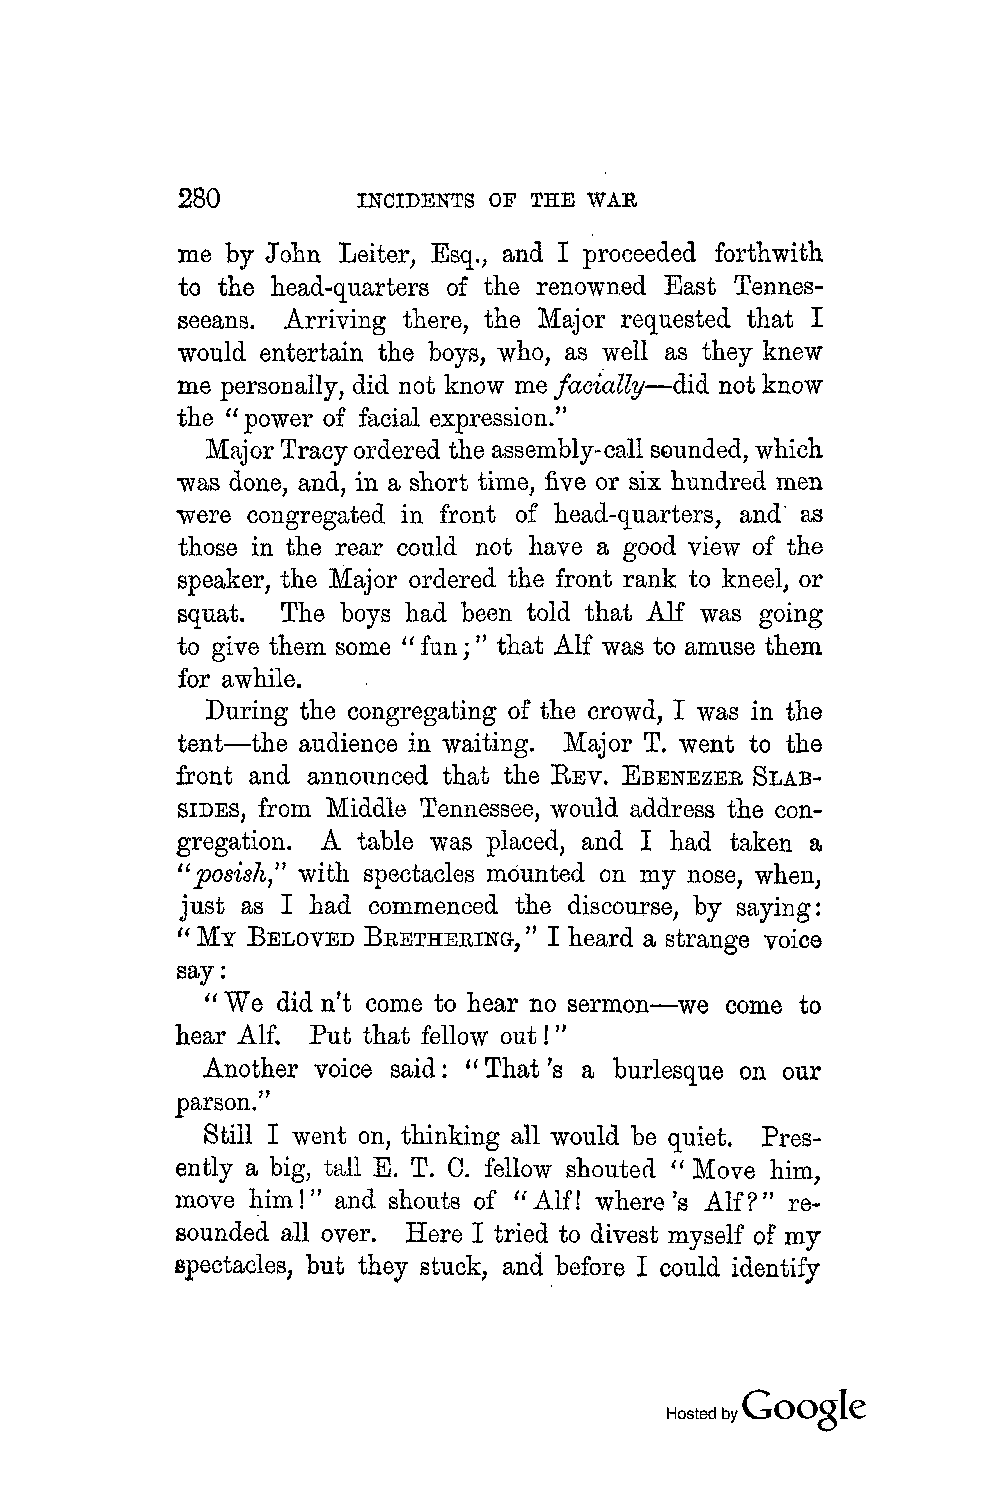 280 INCIDENTS OF THE WAR
me by John Leiter, Esq., and I proceeded forthwith
to the head-quarters of the renowned East Tennes-
seeans. Arriving there, the Major requested that I
would entertain the boys, who, as well as they knew
me personally, did not know me facially—did not know
the "power of facial expression."
Major Tracy ordered the assembly-call sounded, which
was done, and, in a short time, five or six hundred men
were congregated in front of head-quarters, and as
those in the rear could not have a good view of the
speaker, the Major ordered the front rank to kneel, or
squat. The boys had been told that Alf was going
to give them some "fun;" that Alf was to amuse them
for awhile.
During the congregating of the crowd, I was in the
tent—the audience in waiting. Major T. went to the
front and announced that the REV. EBENEZER SLAB-
SIDES, from Middle Tennessee, would address the con-
gregation. A table was placed, and I had taken a
"posish," with spectacles mounted on my nose, when,
just as I had commenced the discourse, by saying:
"MY BELOVED BRETHERING," I heard a strange voice
say:
"We did n't come to hear no sermon—we come to
hear Alf. Put that fellow out!"
Another voice said: "That 's a burlesque on our
parson."
Still I went on, thinking all would be quiet. Pres-
ently a big, tall E. T. C. fellow shouted "Move him,
move him!" and shouts of "Alf! where 's Alf?" re-
sounded all over. Here I tried to divest myself of my
spectacles, but they stuck, and before I could identify
Hosted by Google